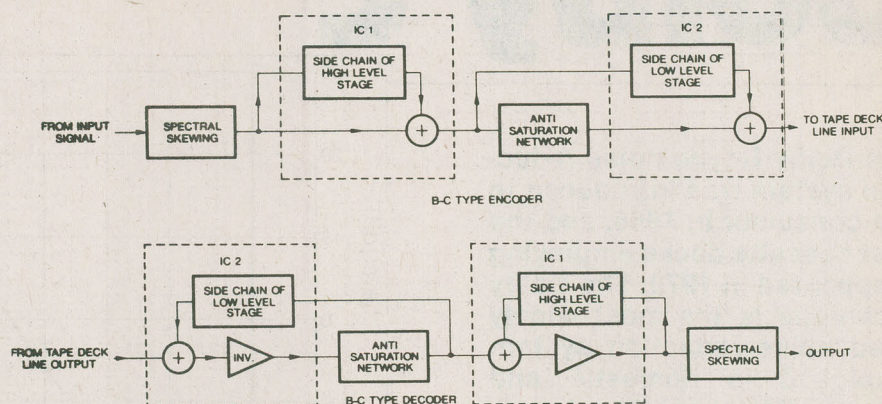 IC 1
SIDE CHAIN OF
HIGH LEVEL
STAGE
IC 2
SIDE CHAIN OF
LOW LEVEL
STAGE
FROM INPUT
SIGNAL
SPECTRAL
SKEWING
+
ANTI
SATURATION
NETWORK
+
TO TAPE DECK
LINE INPUT
B-C TYPE ENCODER
IC 2
SIDE CHAIN OF
LOW LEVEL
STAGE
IC 1
SIDE CHAIN OF
HIGH LEVEL
STAGE
FROM TAPE DECK
LINE OUTPUT
+
INV.
ANTI
SATURATION
NETWORK
+
SPECTRAL
SKEWING
OUTPUT
B-C TYPE DECODER